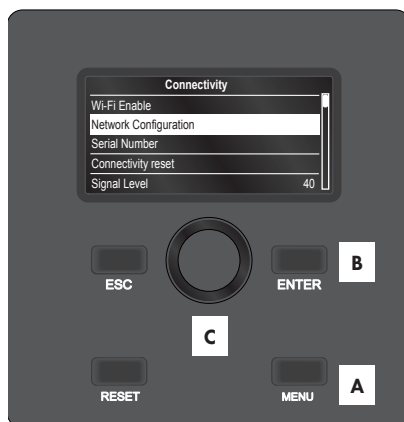 Connectivity
Wi-Fi Enable
Network Configuration
Serial Number
Connectivity reset
Signal Level 40
ESC
ENTER
B
C
RESET
MENU
A